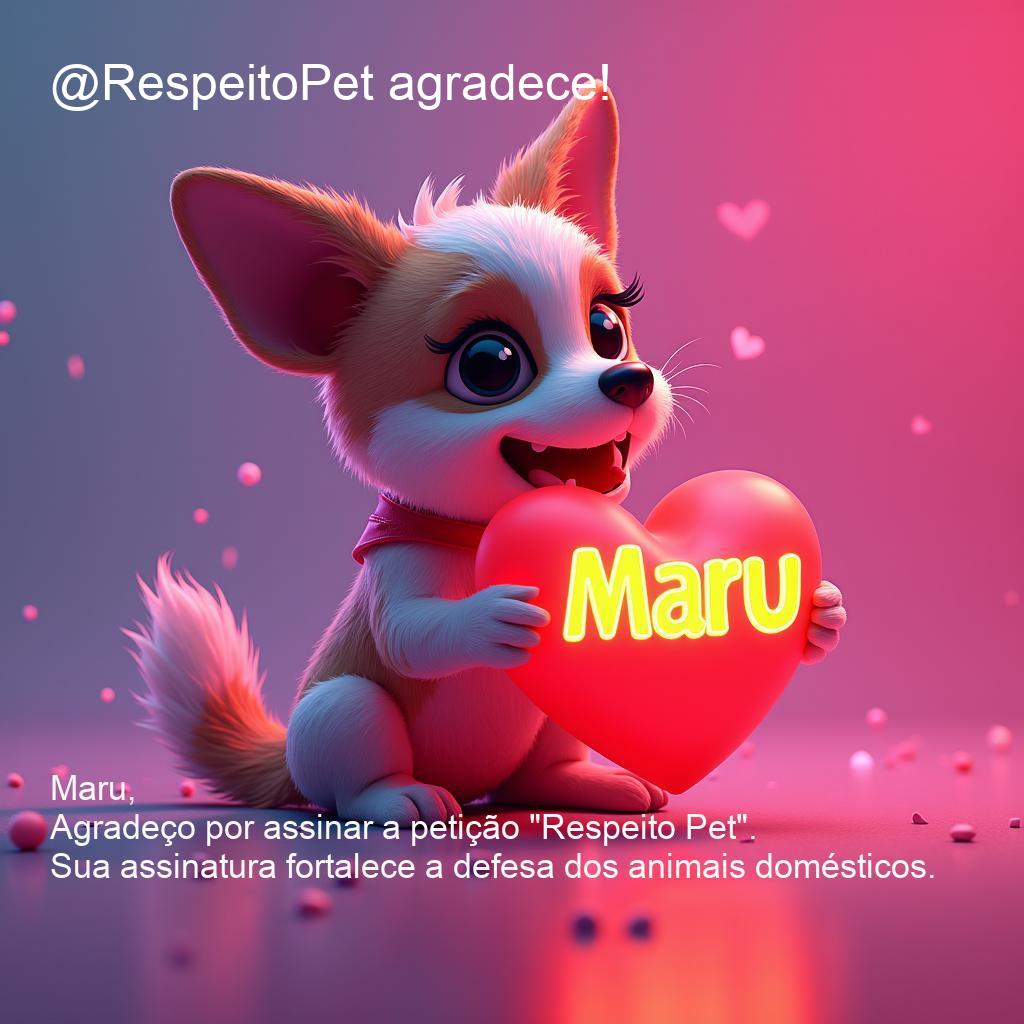 @RespeitoPet agradece!
Maru
Maru,
Agradeço por assinar a petição "Respeito Pet".
Sua assinatura fortalece a defesa dos animais domésticos.